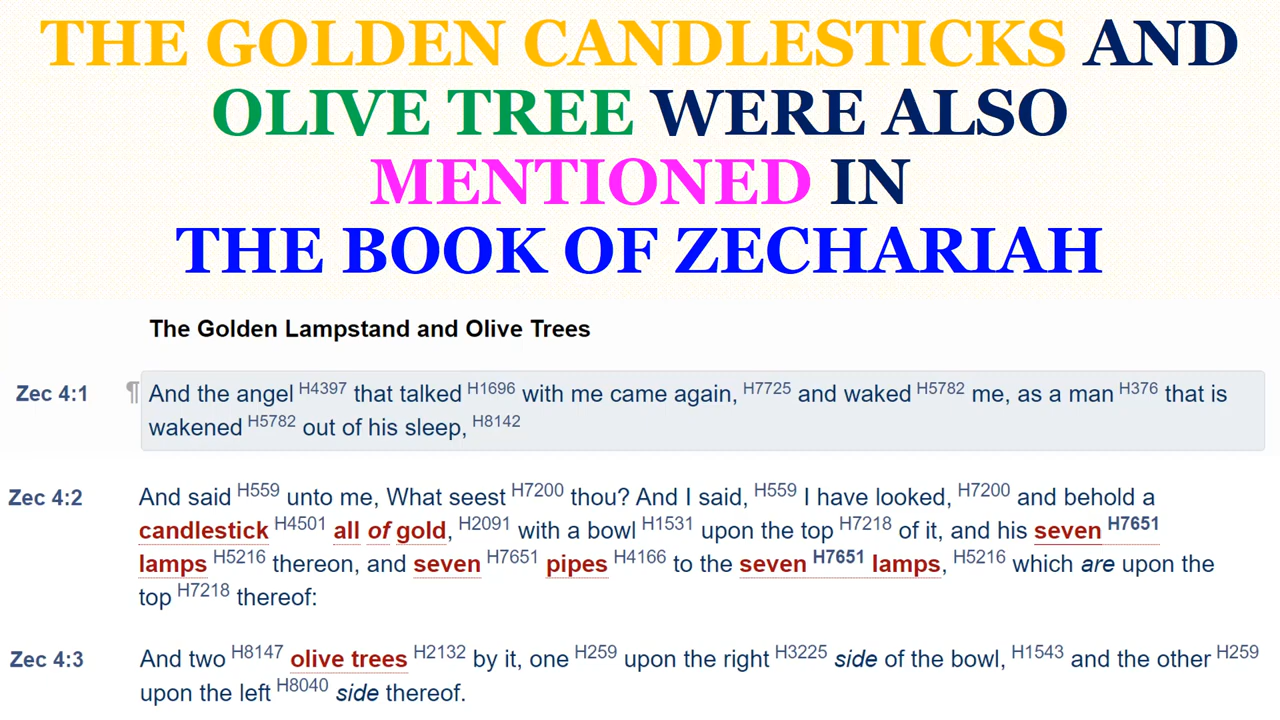 THE GOLDEN CANDLESTICKS AND
OLIVE TREE WERE ALSO
MENTIONED IN
THE BOOK OF ZECHARIAH
The Golden Lampstand and Olive Trees
Zec 4:1 ¶ And the angel H4397 that talked H1696 with me came again, H7725 and waked H5782 me, as a man H376 that is
wakened H5782 out of his sleep, H8142
Zec 4:2 And said H559 unto me, What seest H7200 thou? And I said, H559 I have looked, H7200 and behold a
candlestick H4501 all of gold, H2091 with a bowl H1531 upon the top H7218 of it, and his seven H7651
lamps H5216 thereon, and seven H7651 pipes H4166 to the seven H7651 lamps, H5216 which are upon the
top H7218 thereof:
Zec 4:3 And two H8147 olive trees H2132 by it, one H259 upon the right H3225 side of the bowl, H1543 and the other H259
upon the left H8040 side thereof.